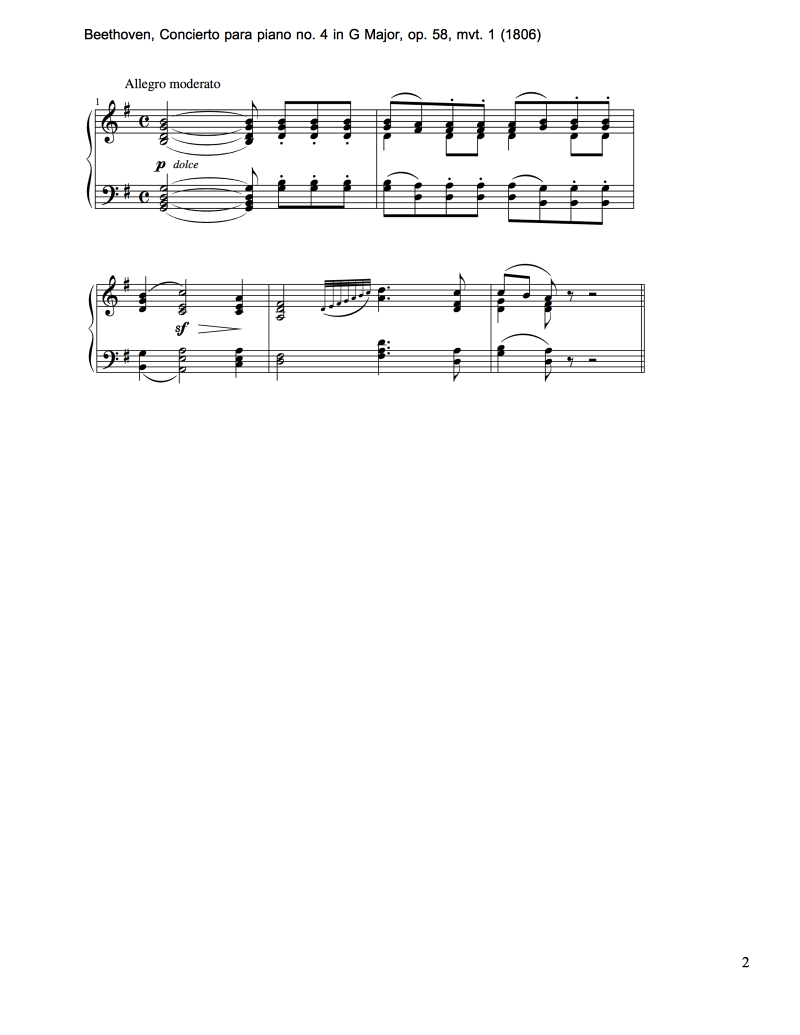 Beethoven, Concierto para piano no. 4 in G Major, op. 58, mvt. 1 (1806)
Allegro moderato
1
p dolce
sf
2